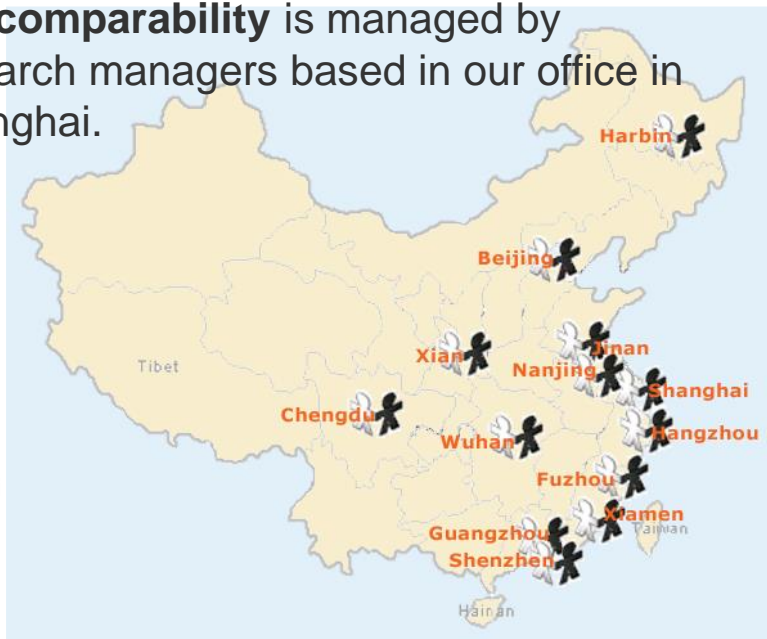 comparability is managed by
arch managers based in our office in
nghai.
Harbin
Beijing
Jinan
Xian
Nanjing
Tibet
Shanghai
Chengdu
Hangzhou
Wuhan
Fuzhou
Xiamen
Guangzhou
Shenzhen
Hainan